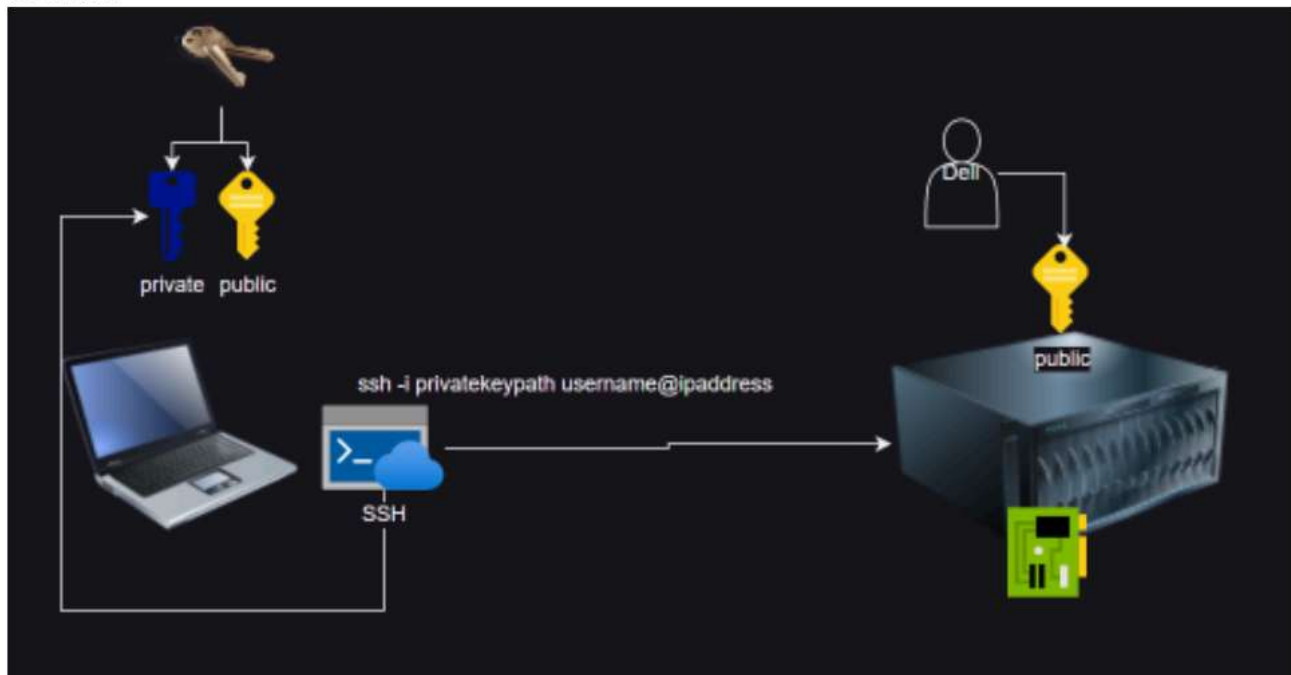 Dell
private public
public
ssh -i privatekeypath username@ipaddress
>_
SSH